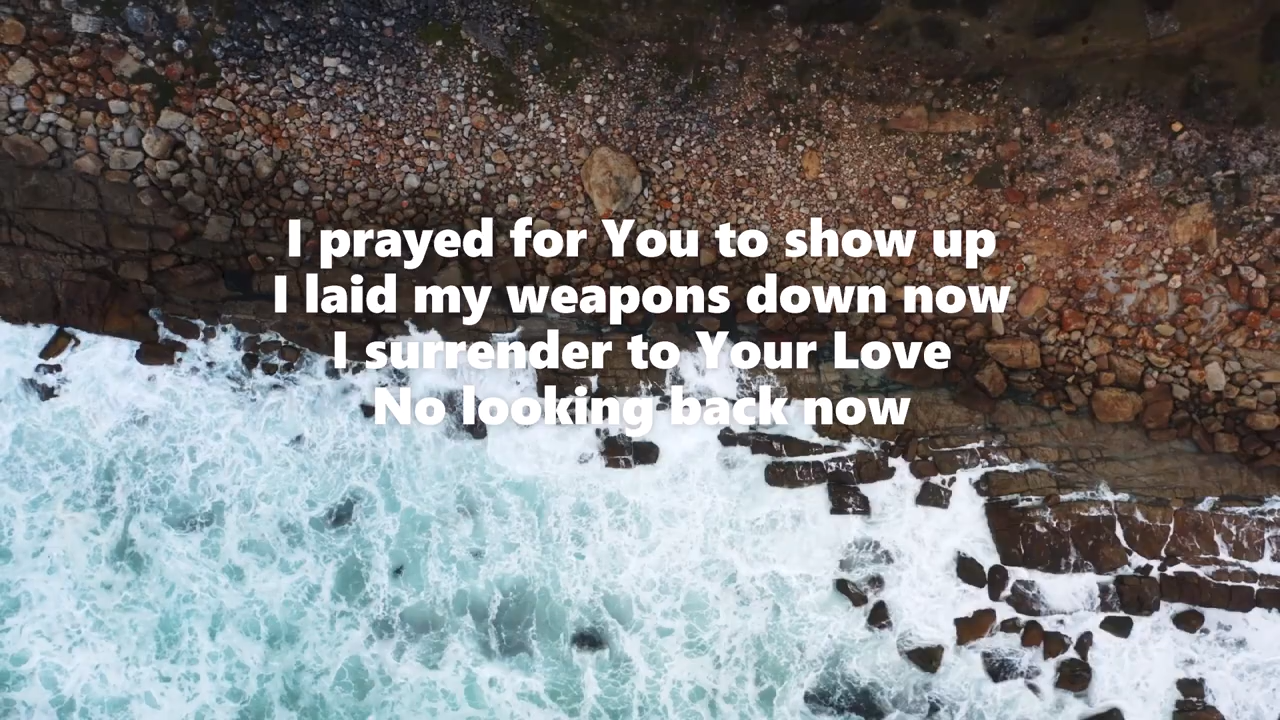 I prayed for You to show up
I laid my weapons down now
I surrender to Your Love
No looking back now